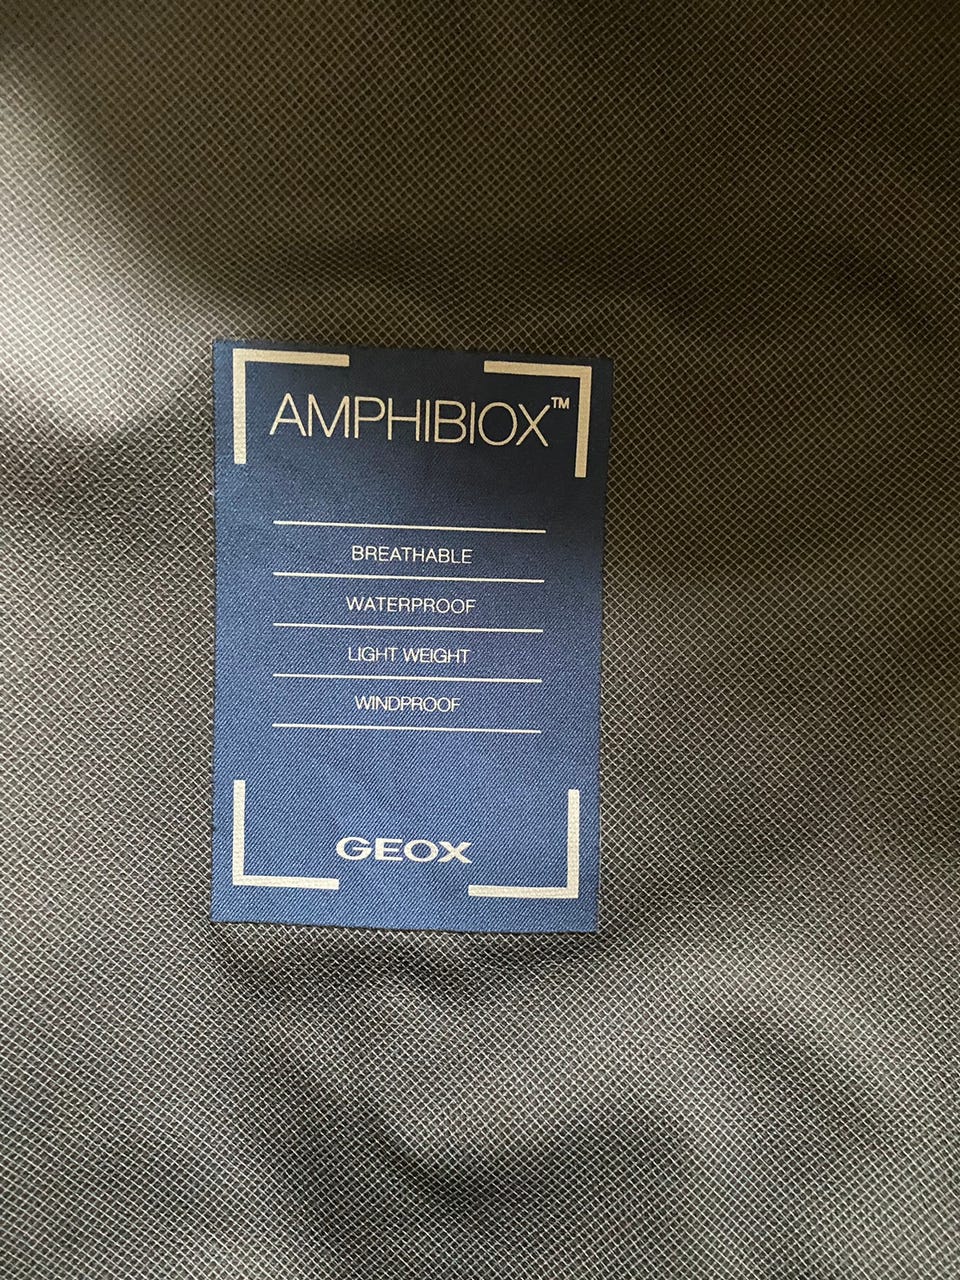 AMPHIBIOX™
BREATHABLE
WATERPROOF
LIGHT WEIGHT
WINDPROOF
GEOX